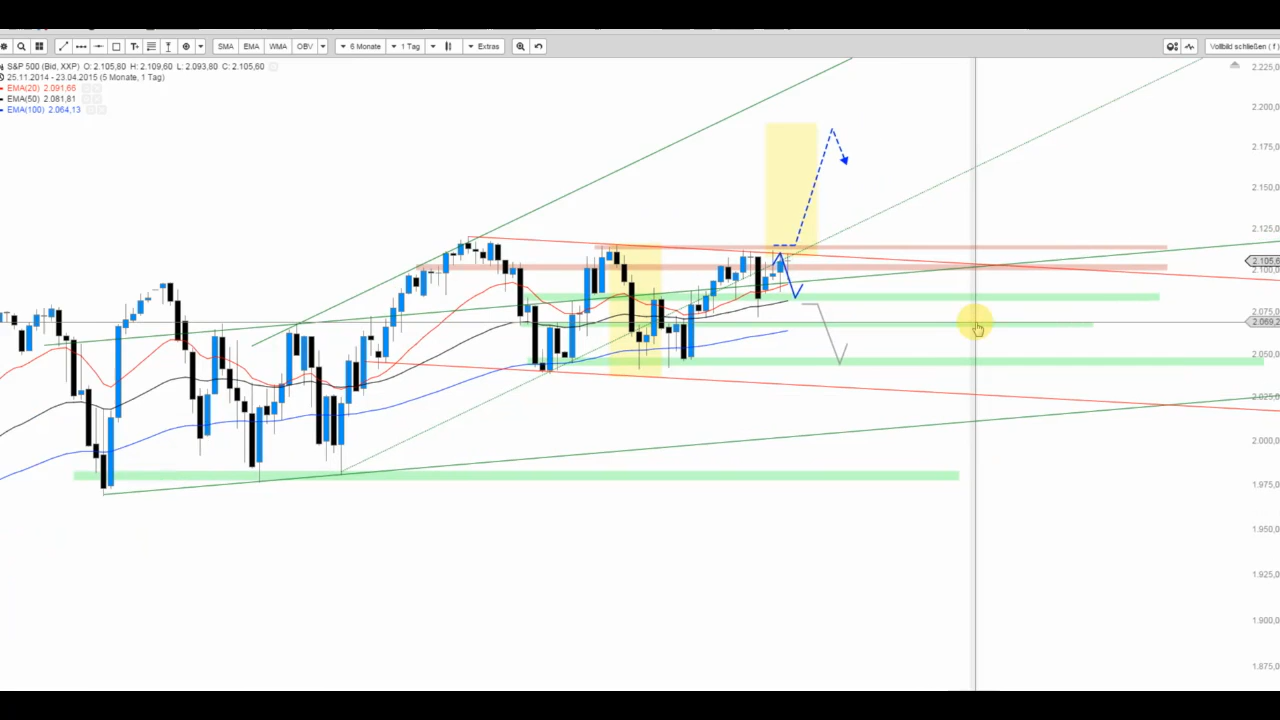 SMA EMA WMA OBV 6 Monate 1 Tag Extras Vollbild schließen ( f )
S&P 500 (Bid, XXP) O: 2.105,80 H: 2.109,60 L: 2.093,80 C: 2.105,60
25.11.2014 - 23.04.2015 (5 Monate, 1 Tag)
EMA(20) 2.091,65
EMA(50) 2.081,81
EMA(100) 2.064,13
2.225,0
2.200,0
2.175,0
2.150,0
2.125,0
2.105,6
2.100,0
2.075,0
2.069,2
2.050,0
2.025,0
2.000,0
1.975,0
1.950,0
1.925,0
1.900,0
1.875,0